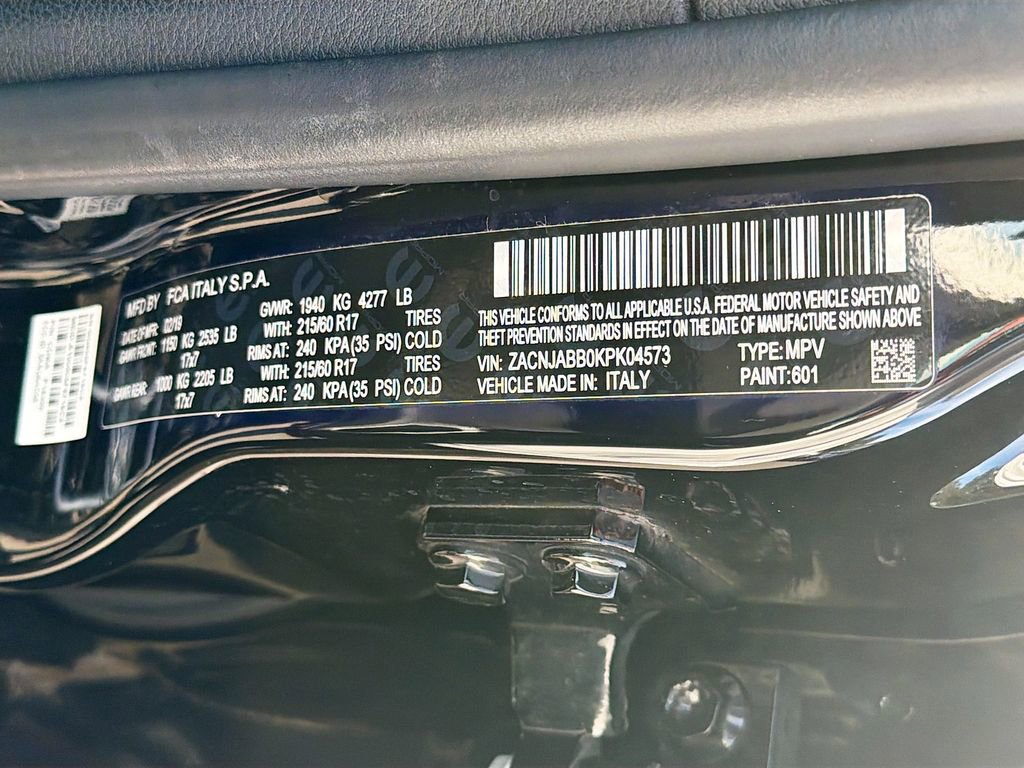 MFD BY FCA ITALY S.P.A.
DATE OF MFR 02/19 GVWR: 1940 KG 4277 LB
GAWR FRONT: 1150 KG 2535 LB WITH: 215/60 R17 TIRES
17x7 RIMS AT: 240 KPA(35 PSI) COLD
GAWR REAR: 1000 KG 2205 LB WITH: 215/60 R17 TIRES
17x7 RIMS AT: 240 KPA(35 PSI) COLD
THIS VEHICLE CONFORMS TO ALL APPLICABLE U.S.A. FEDERAL MOTOR VEHICLE SAFETY AND
THEFT PREVENTION STANDARDS IN EFFECT ON THE DATE OF MANUFACTURE SHOWN ABOVE
VIN: ZACNJABB0KPK04573 TYPE: MPV
VEHICLE MADE IN: ITALY PAINT: 601